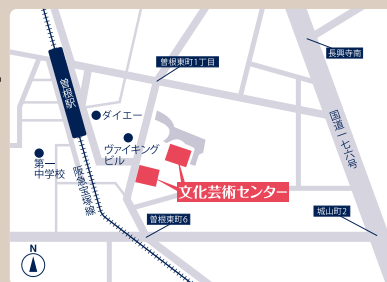 曽根東町1丁目
長興寺南
曽根駅
ダイエー
国道一七六号
ヴァイキング
ビル
第一
中学校
阪急宝塚線
文化芸術センター
曽根東町6
城山町2
N